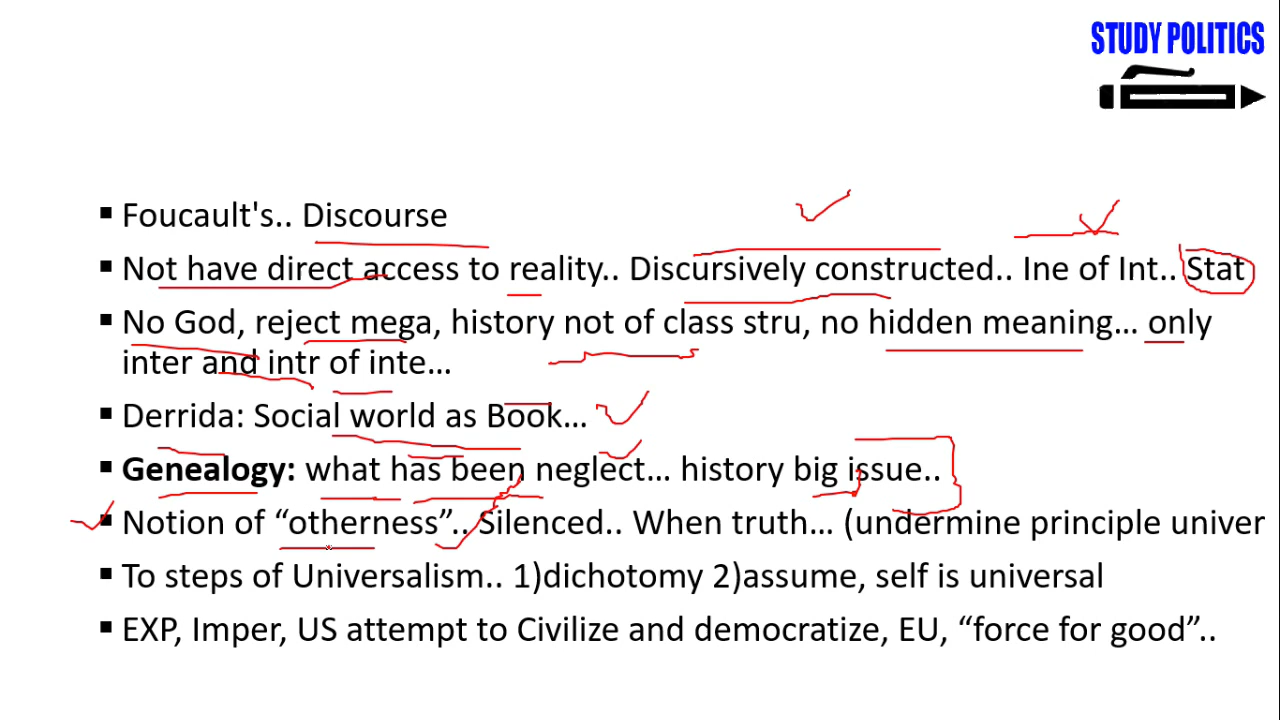 STUDY POLITICS
Foucault's.. Discourse
Not have direct access to reality.. Discursively constructed.. Ine of Int.. Stat
No God, reject mega, history not of class stru, no hidden meaning... only
inter and intr of inte...
Derrida: Social world as Book...
Genealogy: what has been neglect... history big issue..
Notion of “otherness”.. Silenced.. When truth... (undermine principle univer
To steps of Universalism.. 1)dichotomy 2)assume, self is universal
EXP, Imper, US attempt to Civilize and democratize, EU, “force for good”..